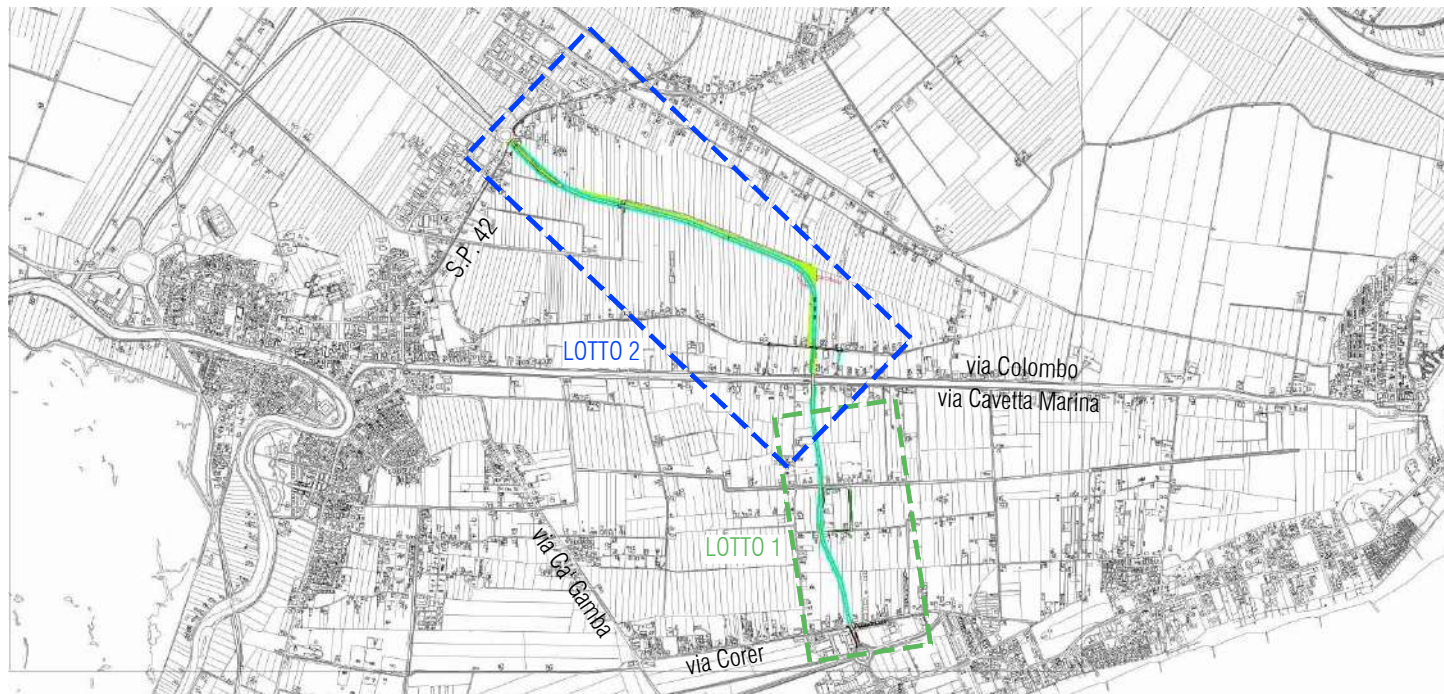 S.P. 42
LOTTO 2
via Colombo
via Cavetta Marina
LOTTO 1
via Ca' Gamba
via Corer